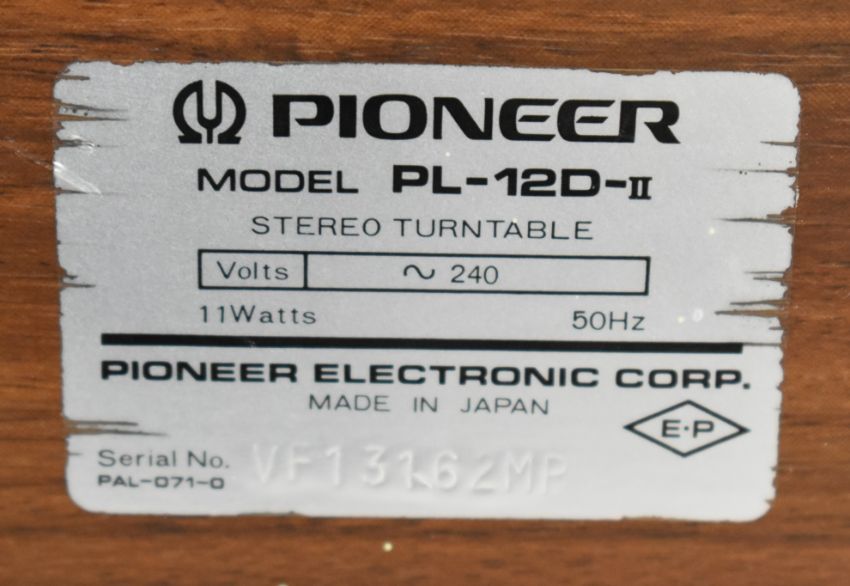 PIONEER
MODEL PL-12D-II
STEREO TURNTABLE
Volts ~ 240
11Watts 50Hz
PIONEER ELECTRONIC CORP.
MADE IN JAPAN
E·P
Serial No. VF13162MP
PAL-071-0